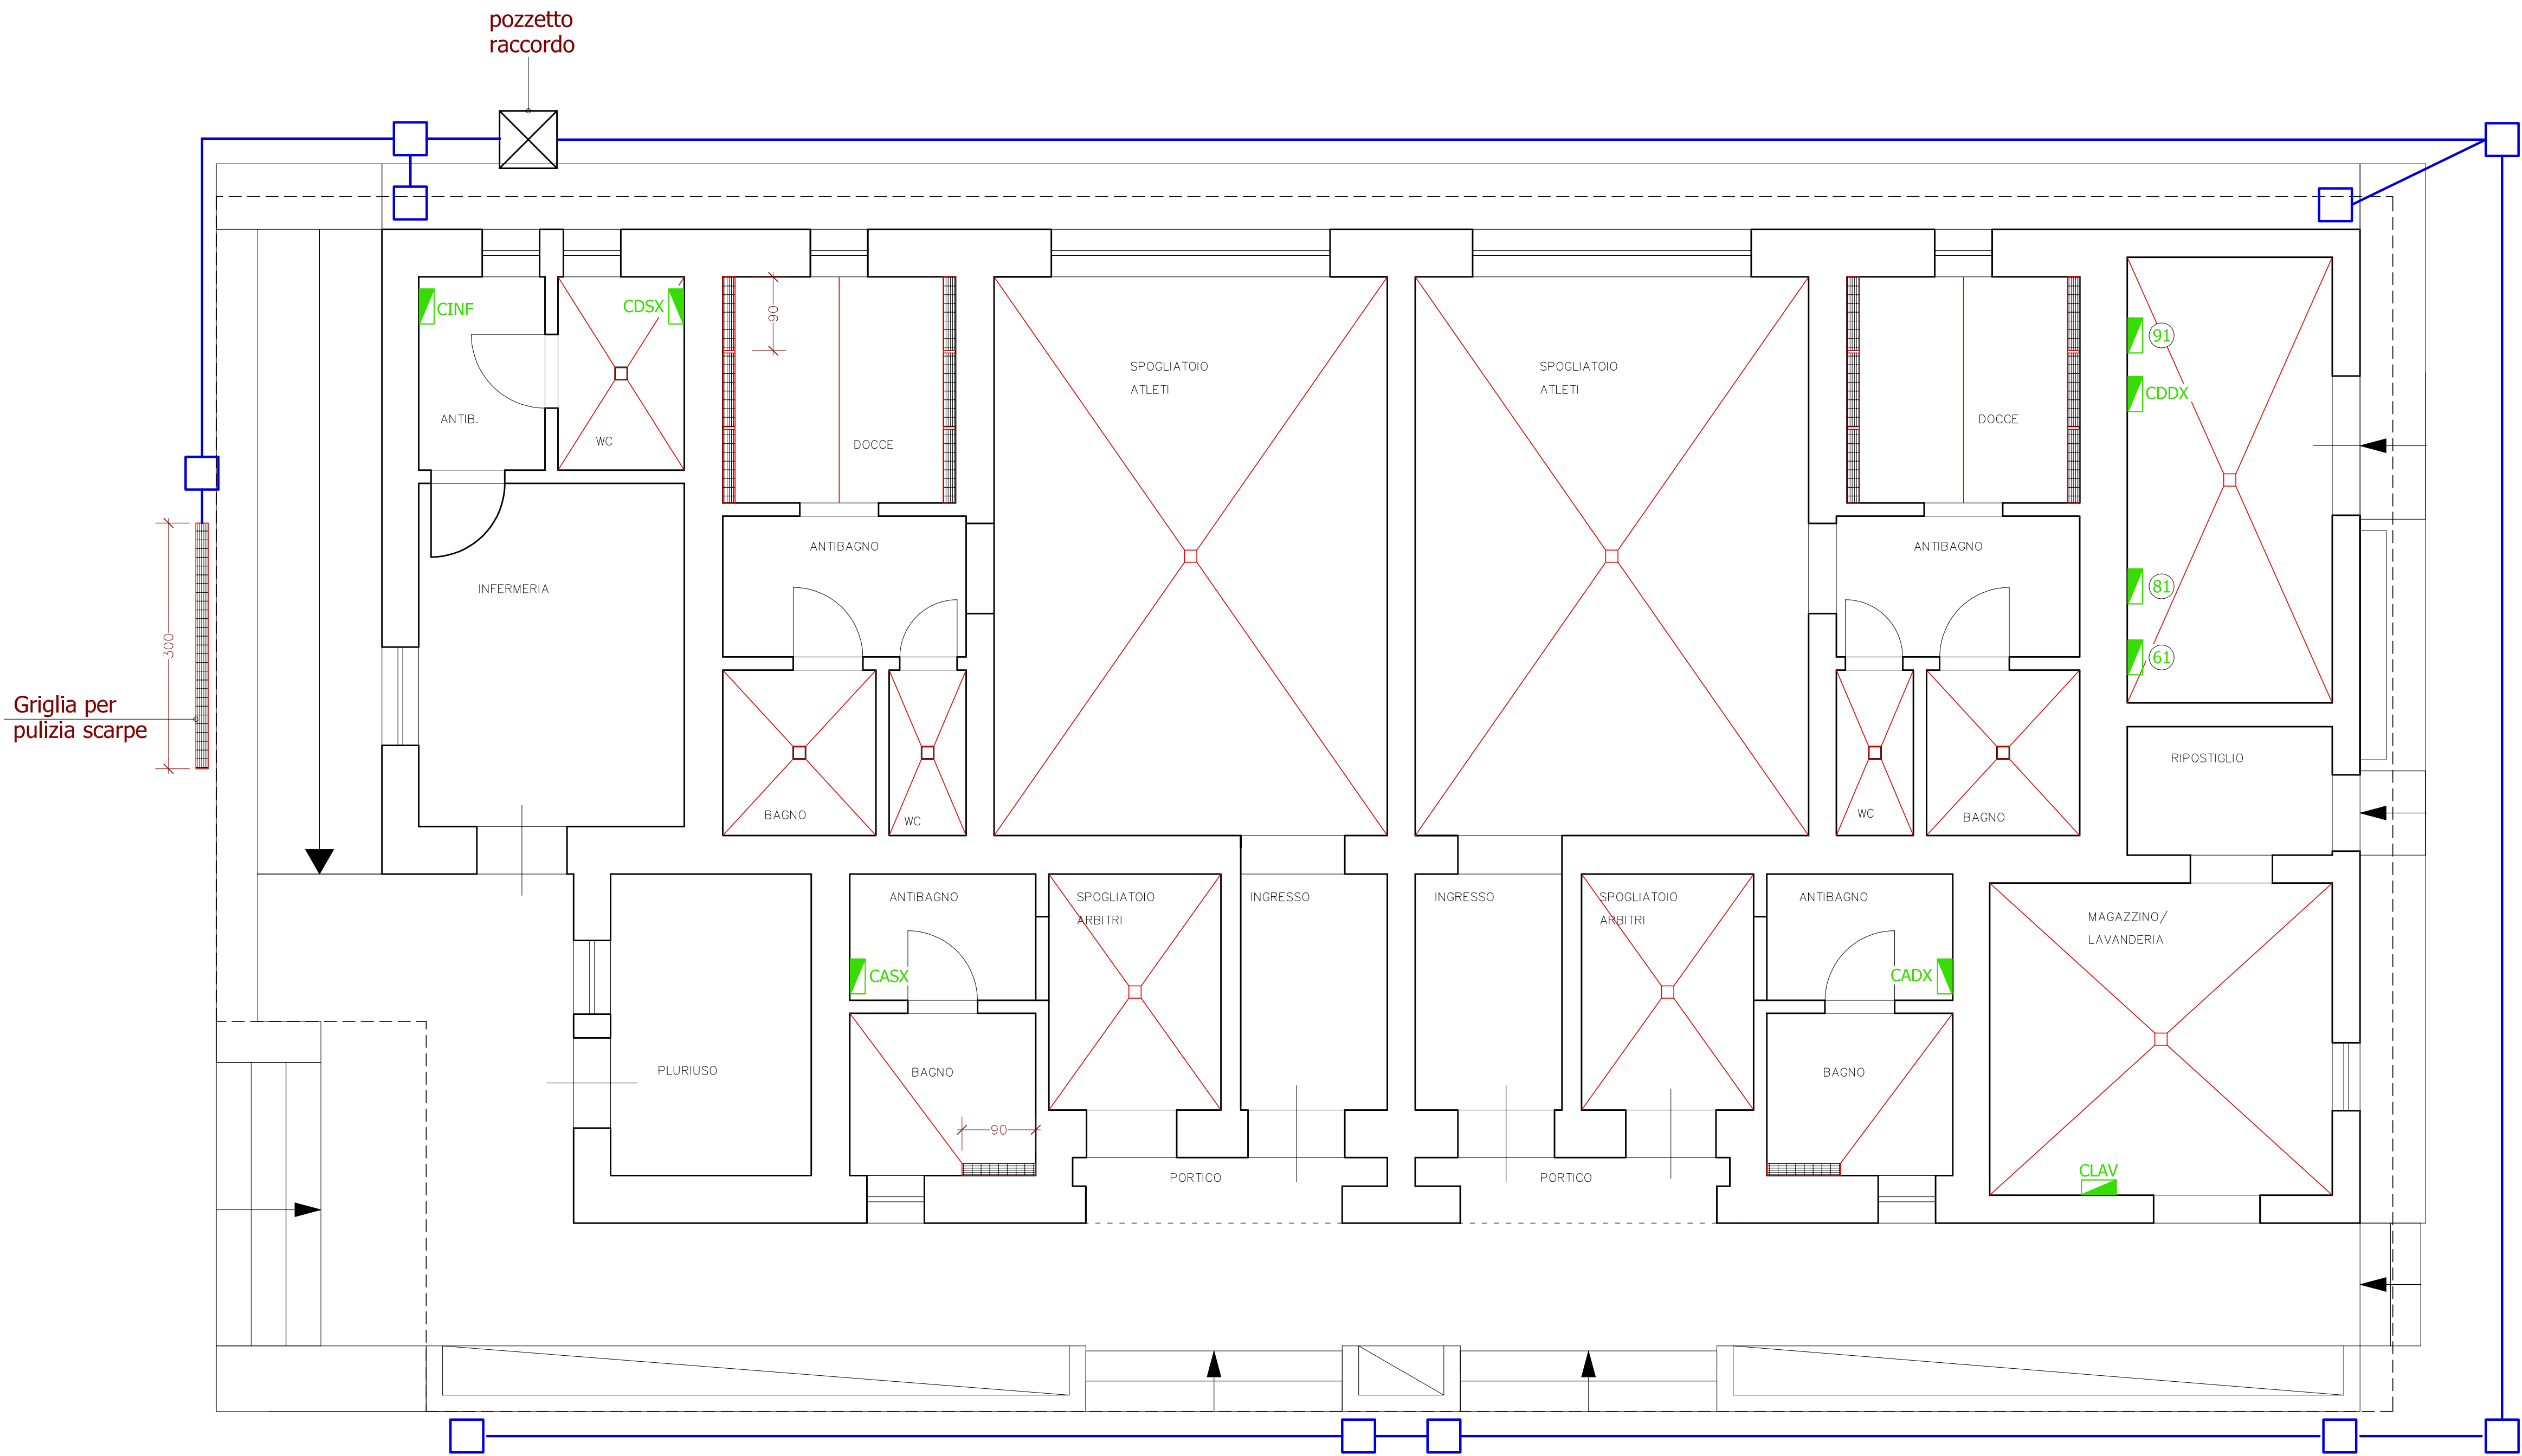 pozzetto
raccordo
CINF
CDSX
90
91
SPOGLIATOIO
ATLETI
SPOGLIATOIO
ATLETI
CDDX
ANTIB.
WC
DOCCE
DOCCE
ANTIBAGNO
ANTIBAGNO
INFERMERIA
81
300
61
Griglia per
pulizia scarpe
RIPOSTIGLIO
BAGNO
WC
WC
BAGNO
ANTIBAGNO
SPOGLIATOIO
ARBITRI
INGRESSO
INGRESSO
SPOGLIATOIO
ARBITRI
ANTIBAGNO
MAGAZZINO/
LAVANDERIA
CASX
CADX
PLURIUSO
BAGNO
BAGNO
90
PORTICO
PORTICO
CLAV